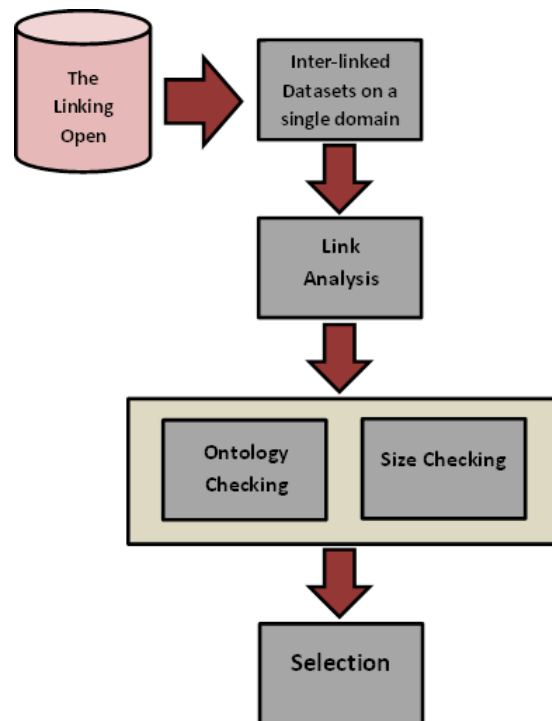 The
Linking
Open
Inter-linked
Datasets on a
single domain
Link
Analysis
Ontology
Checking
Size Checking
Selection